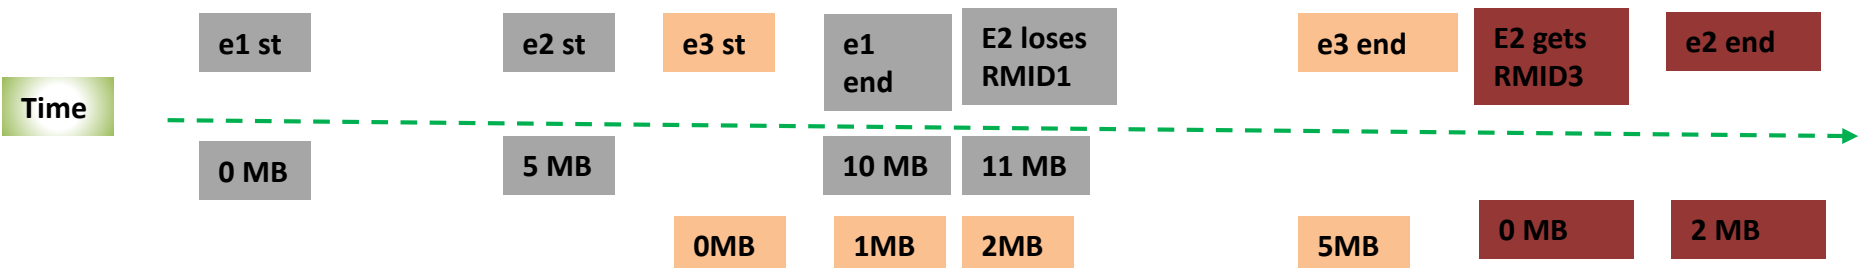 e1 st
e2 st
e3 st
e1
end
E2 loses
RMID1
e3 end
E2 gets
RMID3
e2 end
Time
0 MB
5 MB
10 MB
11 MB
0MB
1MB
2MB
5MB
0 MB
2 MB